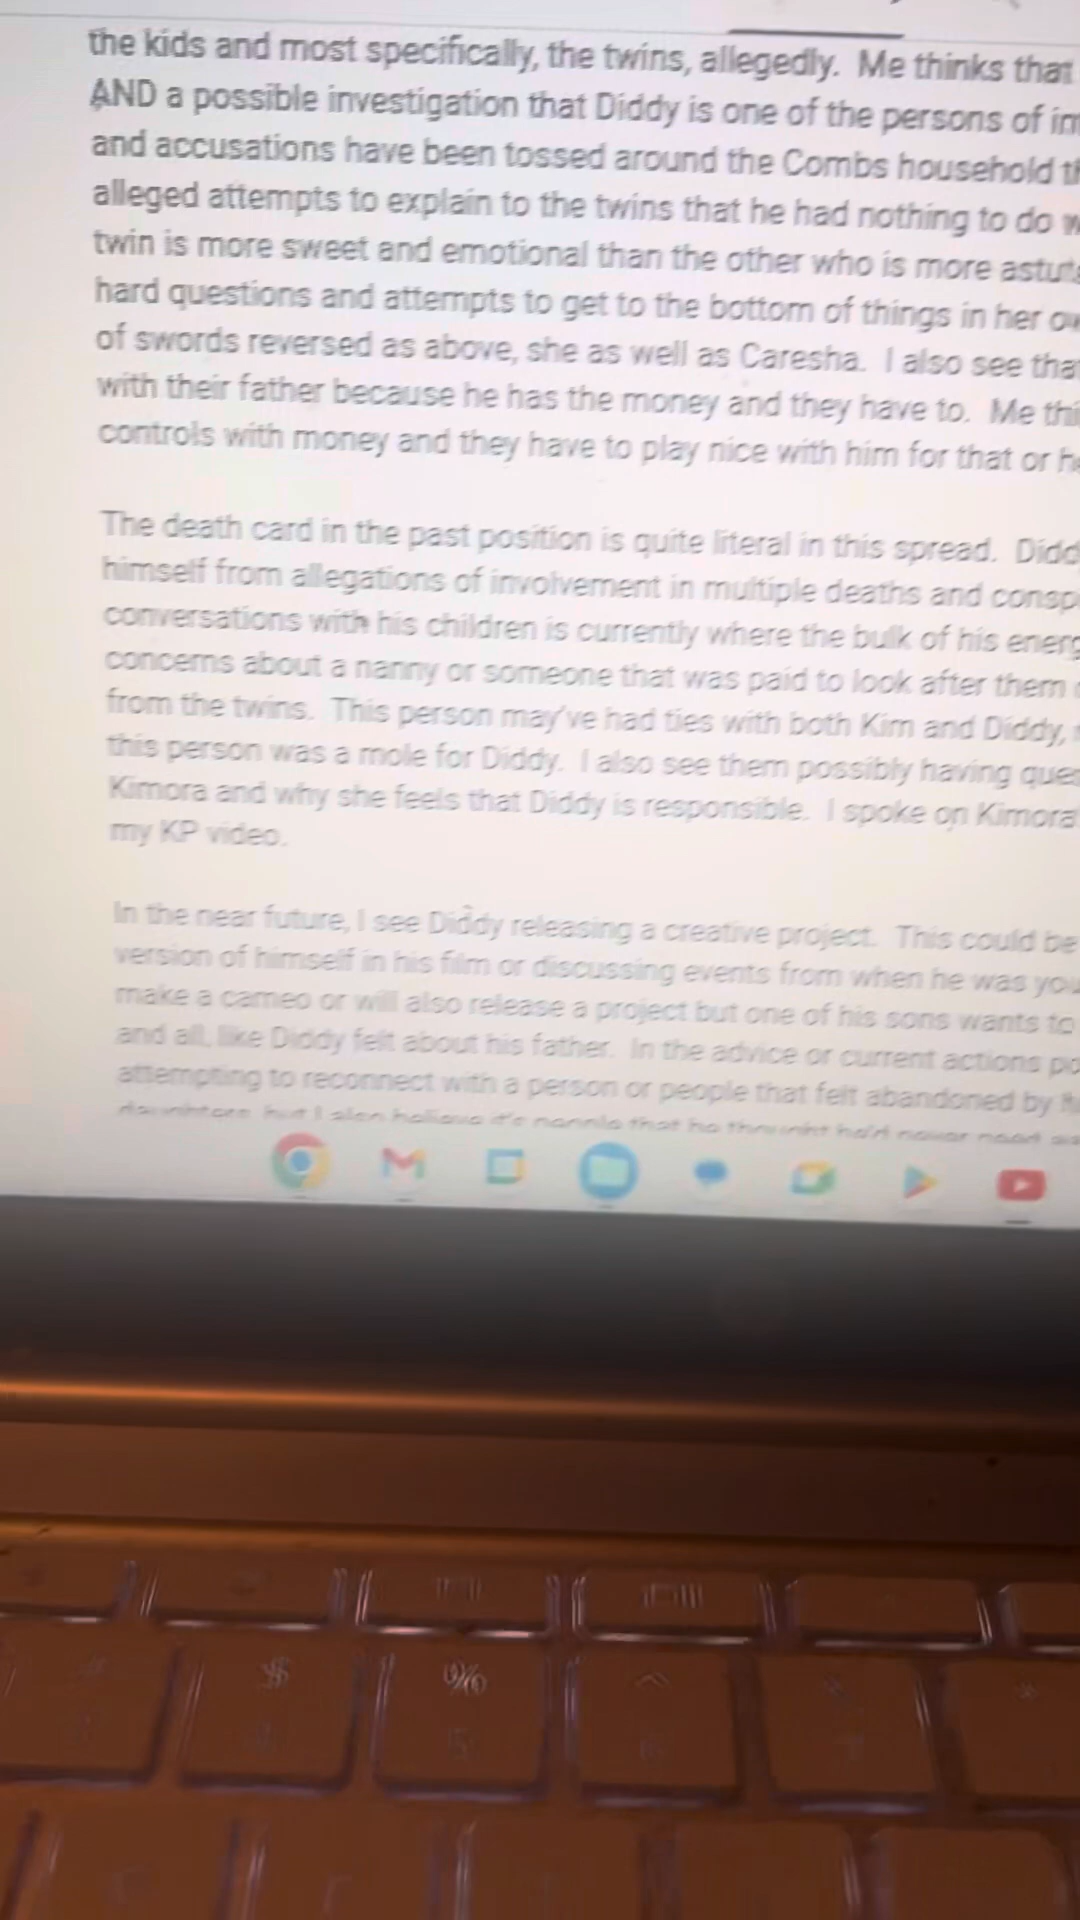 the kids and most specifically, the twins, allegedly. Me thinks that
AND a possible investigation that Diddy is one of the persons of
and accusations have been tossed around the Combs household
alleged attempts to explain to the twins that he had nothing to do
twin is more sweet and emotional than the other who is more
hard questions and attempts to get to the bottom of things in her
of swords reversed as above, she as well as Caresha. I also see
with their father because he has the money and they have to. Me
controls with money and they have to play nice with him for that or
The death card in the past position is quite literal in this spread.
himself from allegations of involvement in multiple deaths and
conversations with his children is currently where the bulk of his
concerns about a nanny or someone that was paid to look after them
from the twins. This person may've had ties with both Kim and Diddy,
this person was a mole for Diddy. I also see them possibly having
Kimora and why she feels that Diddy is responsible. I spoke on
my KP video.
In the near future, I see Diddy releasing a creative project. This could be
version of himself in his film or discussing events from when he was
make a cameo or will also release a project but one of his sons wants to
and all, like Diddy felt about his father. In the advice or current actions
attempting to reconnect with a person or people that felt abandoned by
$
%
5
^